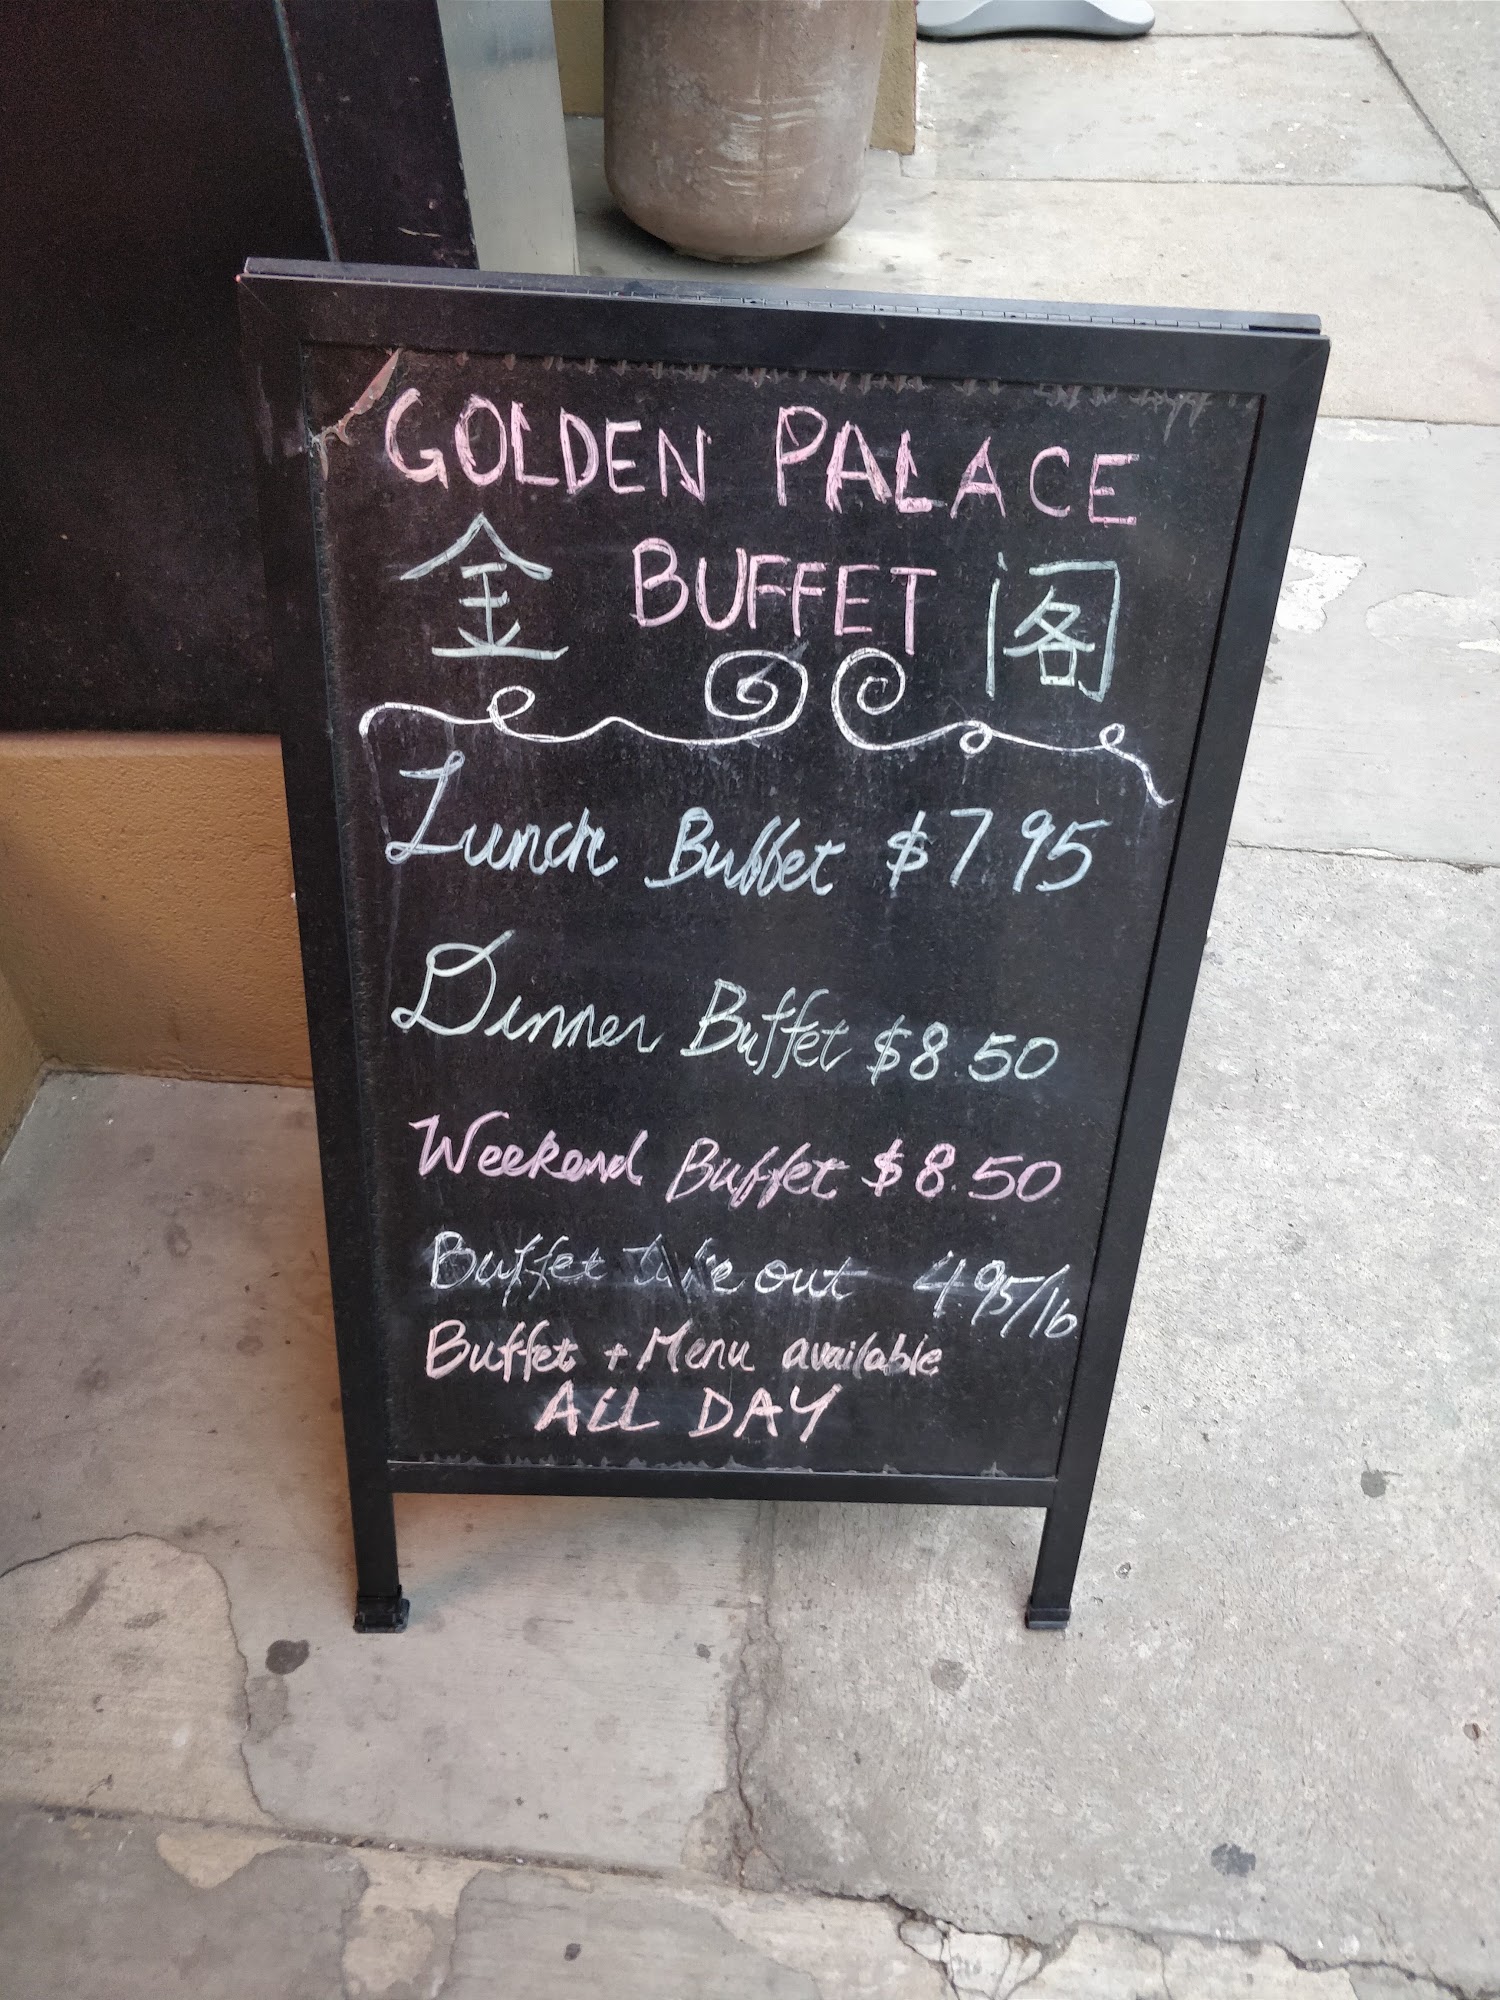 GOLDEN PALACE
金 BUFFET 阁
Lunch Buffet $7.95
Dinner Buffet $8.50
Weekend Buffet $8.50
Buffet take out 4.95/lb
Buffet + Menu available
ALL DAY